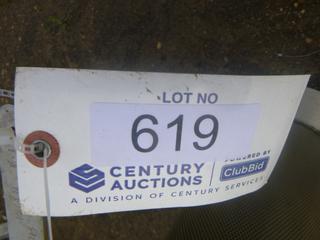 LOT NO
619
CENTURY AUCTIONS
POWERED BY
ClubBid
A DIVISION OF CENTURY SERVICES